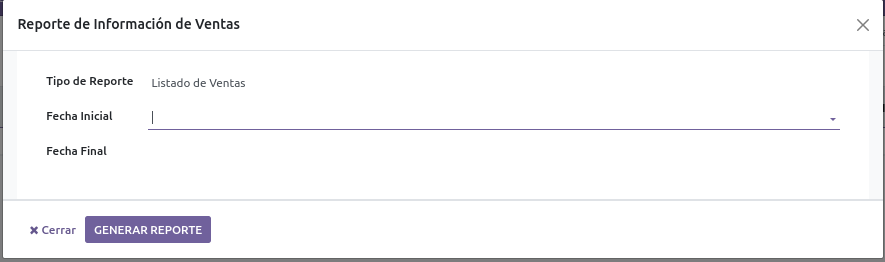 Reporte de Información de Ventas
Tipo de Reporte Listado de Ventas
Fecha Inicial
Fecha Final
Cerrar GENERAR REPORTE